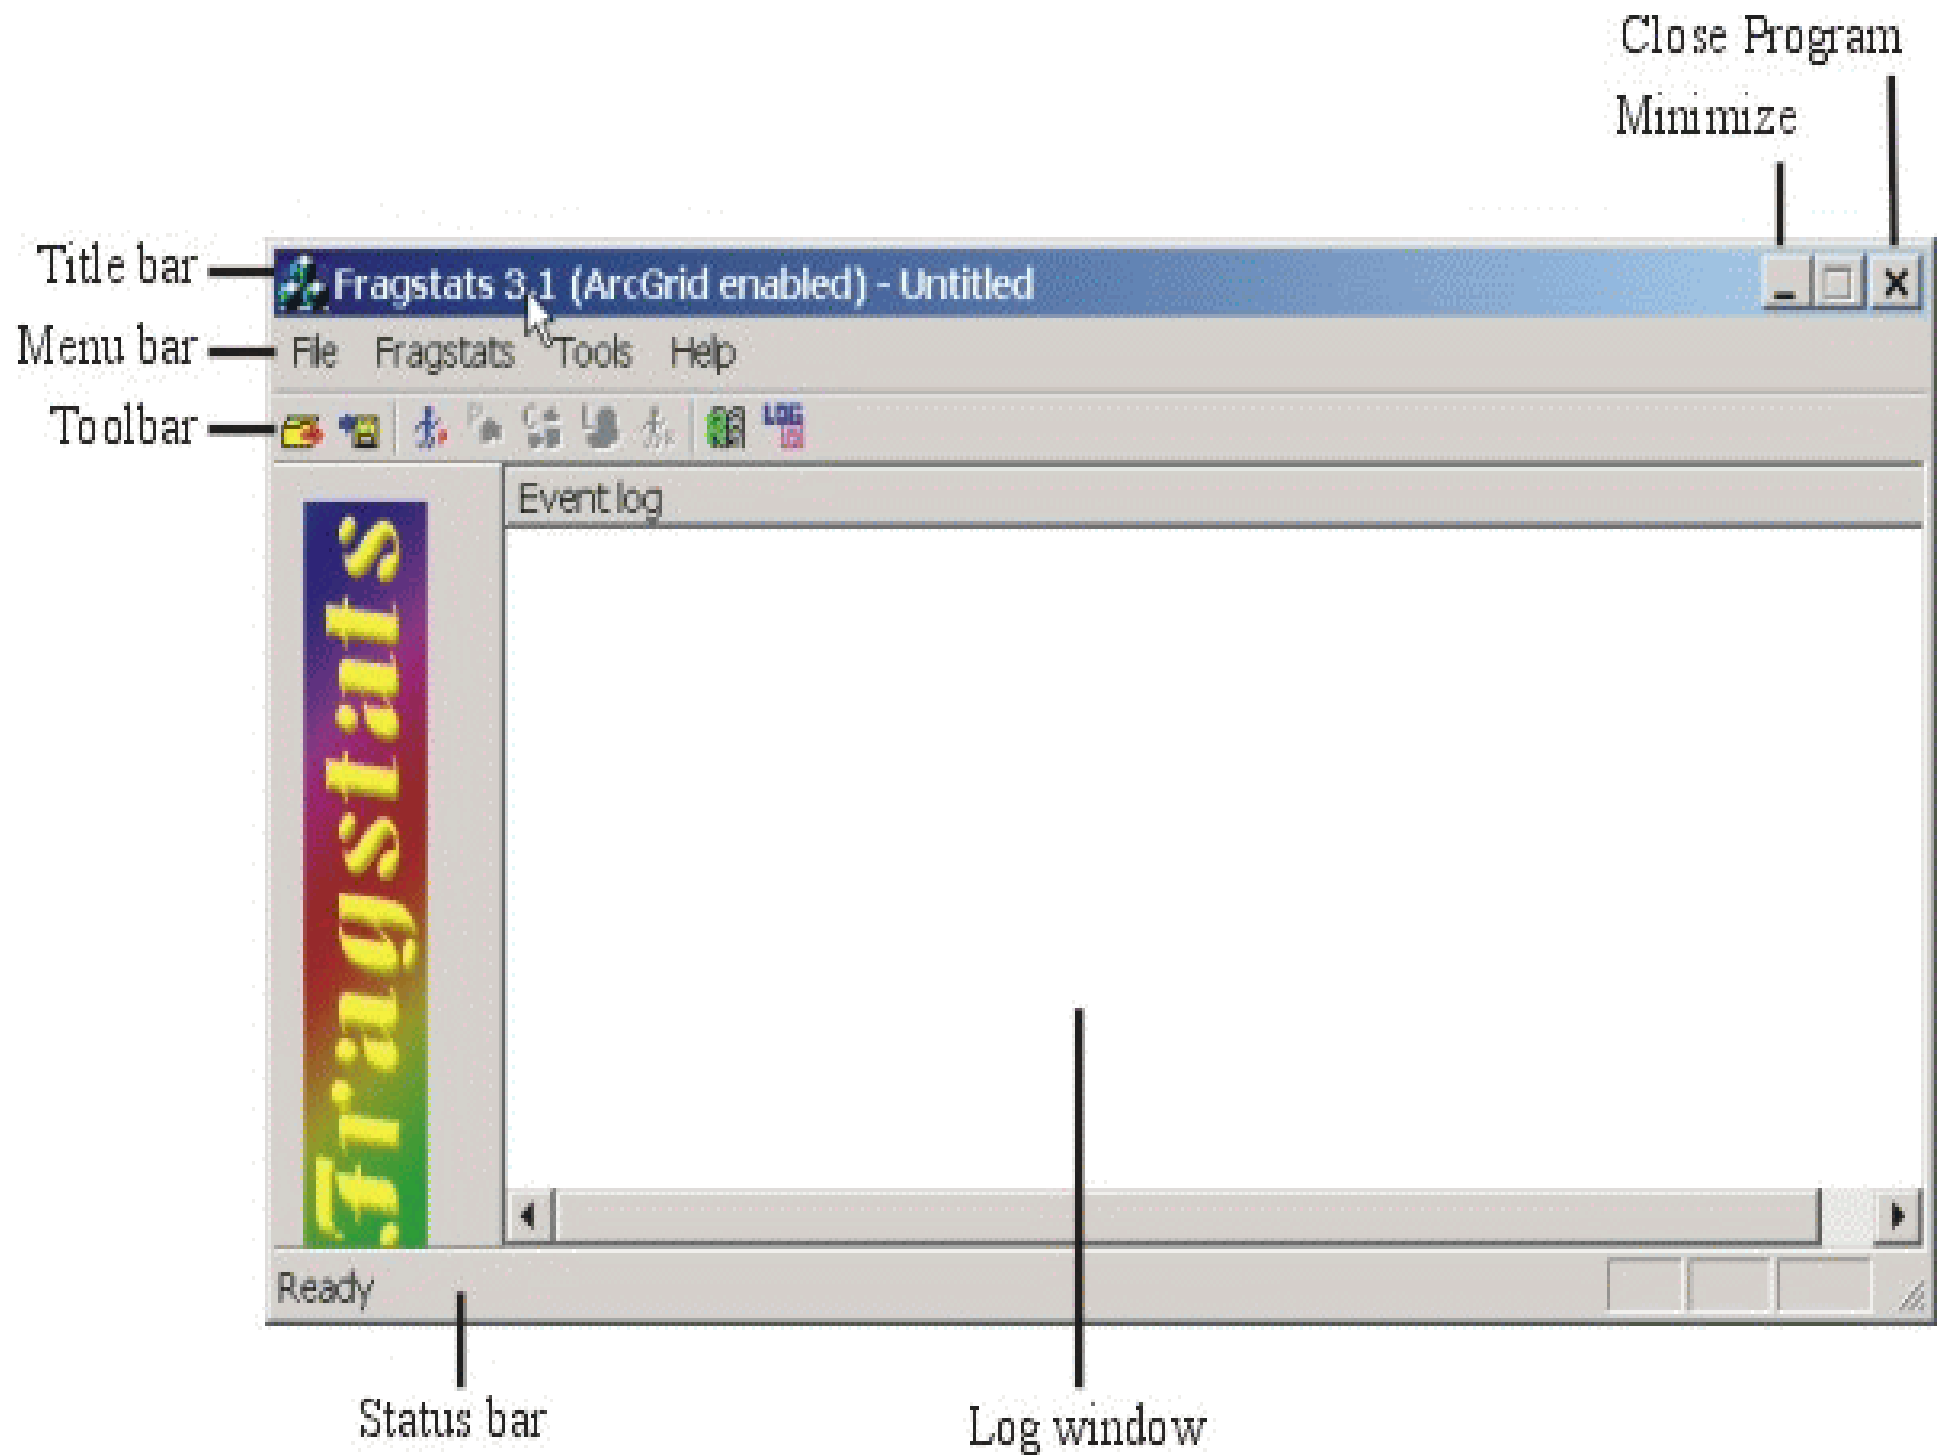 Close Program
Minimize
Title bar
Fragstats 3.1 (ArcGrid enabled) - Untitled
Menu bar
File Fragstats Tools Help
Toolbar
P C L LOG
Event log
Fragstats
Ready
Status bar
Log window